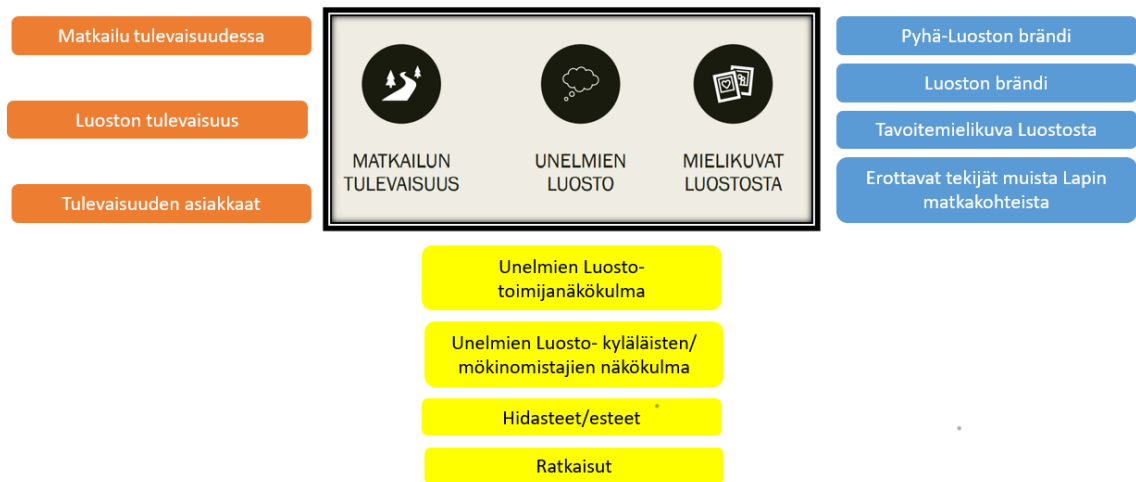 Matkailu tulevaisuudessa
Luoston tulevaisuus
Tulevaisuuden asiakkaat
MATKAILUN
TULEVAISUUS
UNELMIEN
LUOSTO
MIELIKUVAT
LUOSTOSTA
Pyhä-Luoston brändi
Luoston brändi
Tavoitemielikuva Luostosta
Erottavat tekijät muista Lapin
matkakohteista
Unelmien Luosto-
toimijanäkökulma
Unelmien Luosto- kyläläisten/
mökinomistajien näkökulma
Hidasteet/esteet
Ratkaisut